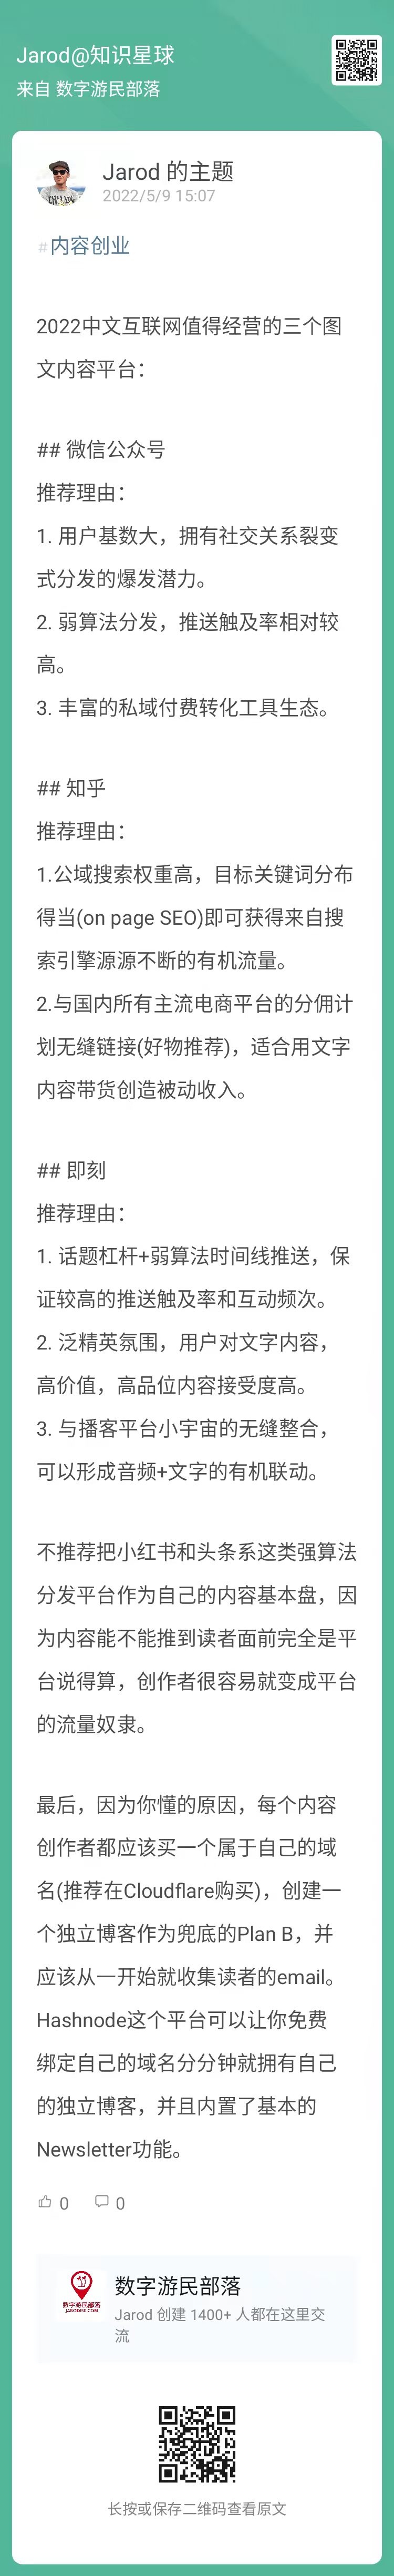 Jarod@知识星球
来自 数字游民部落
Jarod 的主题
2022/5/9 15:07
#内容创业
2022中文互联网值得经营的三个图
文内容平台：
## 微信公众号
推荐理由：
1. 用户基数大，拥有社交关系裂变
式分发的爆发潜力。
2. 弱算法分发，推送触及率相对较
高。
3. 丰富的私域付费转化工具生态。
## 知乎
推荐理由：
1.公域搜索权重高，目标关键词分布
得当(on page SEO)即可获得来自搜
索引擎源源不断的有机流量。
2.与国内所有主流电商平台的分佣计
划无缝链接(好物推荐)，适合用文字
内容带货创造被动收入。
## 即刻
推荐理由：
1. 话题杠杆+弱算法时间线推送，保
证较高的推送触及率和互动频次。
2. 泛精英氛围，用户对文字内容，
高价值，高品位内容接受度高。
3. 与播客平台小宇宙的无缝整合，
可以形成音频+文字的有机联动。
不推荐把小红书和头条系这类强算法
分发平台作为自己的内容基本盘，因
为内容能不能推到读者面前完全是平
台说得算，创作者很容易就变成平台
的流量奴隶。
最后，因为你懂的原因，每个内容
创作者都应该买一个属于自己的域
名(推荐在Cloudflare购买)，创建一
个独立博客作为兜底的Plan B，并
应该从一开始就收集读者的email。
Hashnode这个平台可以让你免费
绑定自己的域名分分钟就拥有自己
的独立博客，并且内置了基本的
Newsletter功能。
0 0
数字游民部落
JARODISE.COM
数字游民部落
Jarod 创建 1400+ 人都在这里交
流
长按或保存二维码查看原文